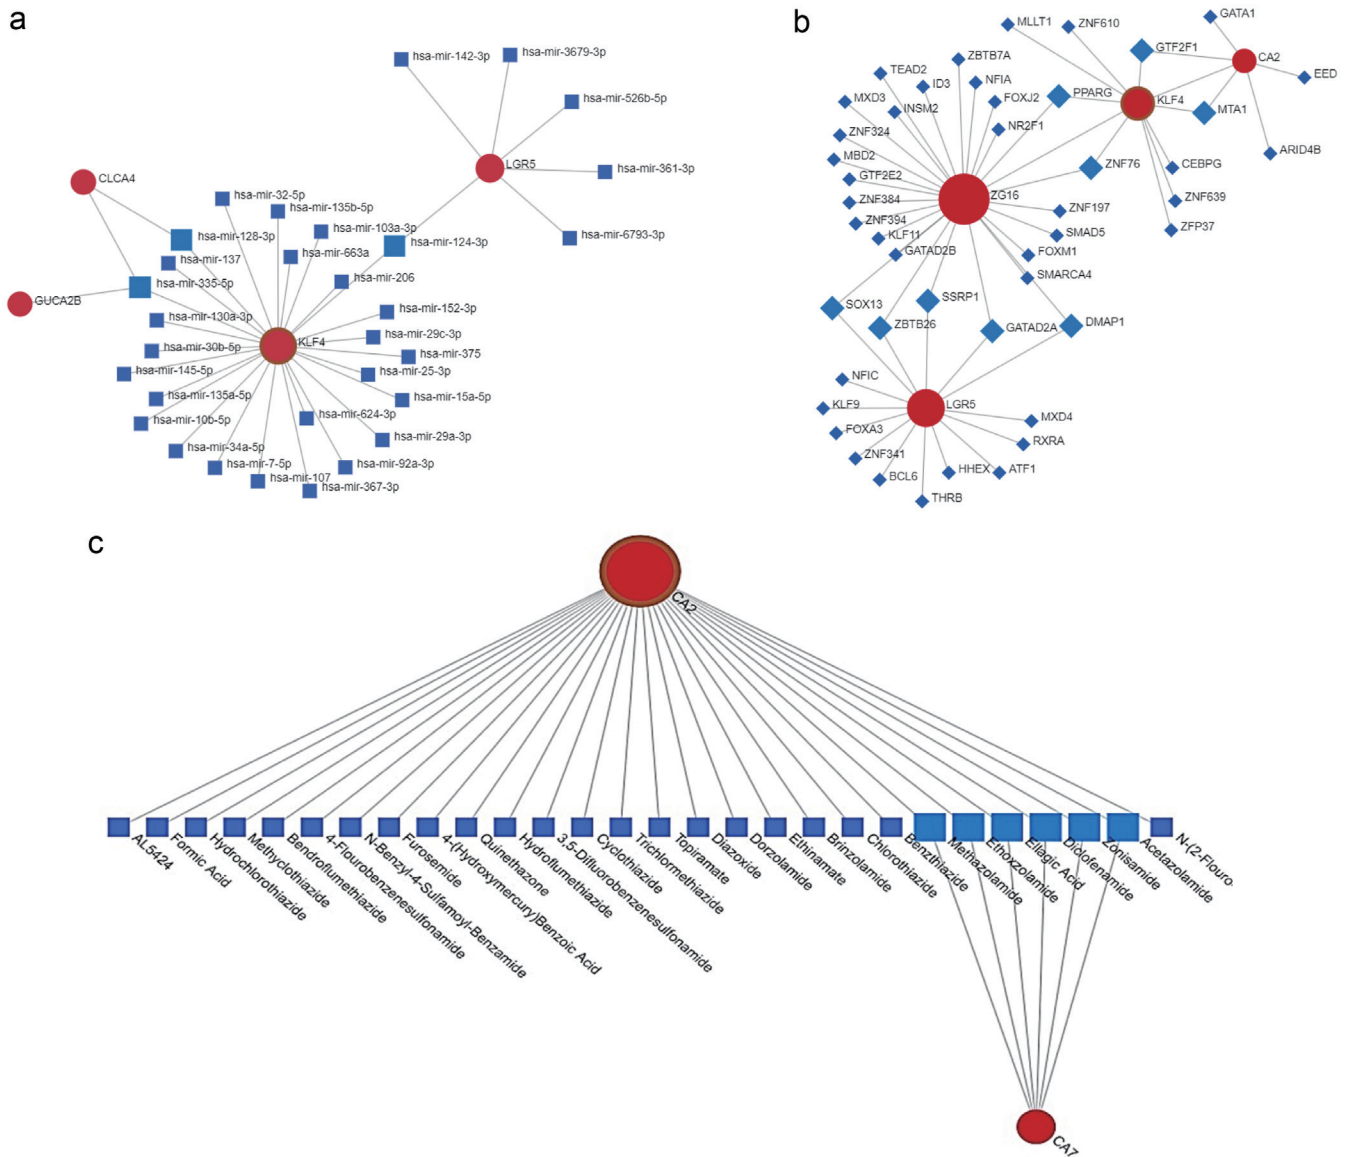 a
hsa-mir-142-3p
hsa-mir-3679-3p
hsa-mir-526b-5p
LGR5
hsa-mir-361-3p
CLCA4
hsa-mir-32-5p
hsa-mir-135b-5p
hsa-mir-103a-3p
hsa-mir-6793-3p
hsa-mir-128-3p
hsa-mir-124-3p
hsa-mir-663a
hsa-mir-137
hsa-mir-335-5p
hsa-mir-206
GUCA2B
hsa-mir-152-3p
hsa-mir-130a-3p
hsa-mir-29c-3p
KLF4
hsa-mir-30b-5p
hsa-mir-375
hsa-mir-145-5p
hsa-mir-25-3p
hsa-mir-135a-5p
hsa-mir-15a-5p
hsa-mir-624-3p
hsa-mir-10b-5p
hsa-mir-29a-3p
hsa-mir-34a-5p
hsa-mir-7-5p
hsa-mir-92a-3p
hsa-mir-107
hsa-mir-367-3p
b
GATA1
MLLT1
ZNF610
GTF2F1
CA2
ZBTB7A
TEAD2
EED
ID3
NFIA
PPARG
KLF4
MXD3
FOXJ2
INSM2
MTA1
NR2F1
ZNF324
ARID4B
MBD2
ZNF76
CEBPG
GTF2E2
ZG16
ZNF384
ZNF639
ZNF197
ZNF394
ZFP37
KLF11
SMAD5
GATAD2B
FOXM1
SMARCA4
SOX13
SSRP1
ZBTB26
GATAD2A
DMAP1
NFIC
KLF9
LGR5
MXD4
FOXA3
RXRA
ZNF341
HHEX
ATF1
BCL6
THRB
c
CA2
AL5424
Formic Acid
Hydrochlorothiazide
Methyclothiazide
Bendroflumethiazide
4-Flourobenzenesulfonamide
N-Benzyl-4-Sulfamoyl-Benzamide
Furosemide
4-(Hydroxymercury)Benzoic Acid
Quinethazone
Hydroflumethiazide
3,5-Difluorobenzenesulfonamide
Cyclothiazide
Trichlormethiazide
Topiramate
Diazoxide
Dorzolamide
Ethinamate
Brinzolamide
Chlorothiazide
Benzthiazide
Methazolamide
Ethoxzolamide
Ellagic Acid
Diclofenamide
Zonisamide
Acetazolamide
N-(2-Flouro
CA7